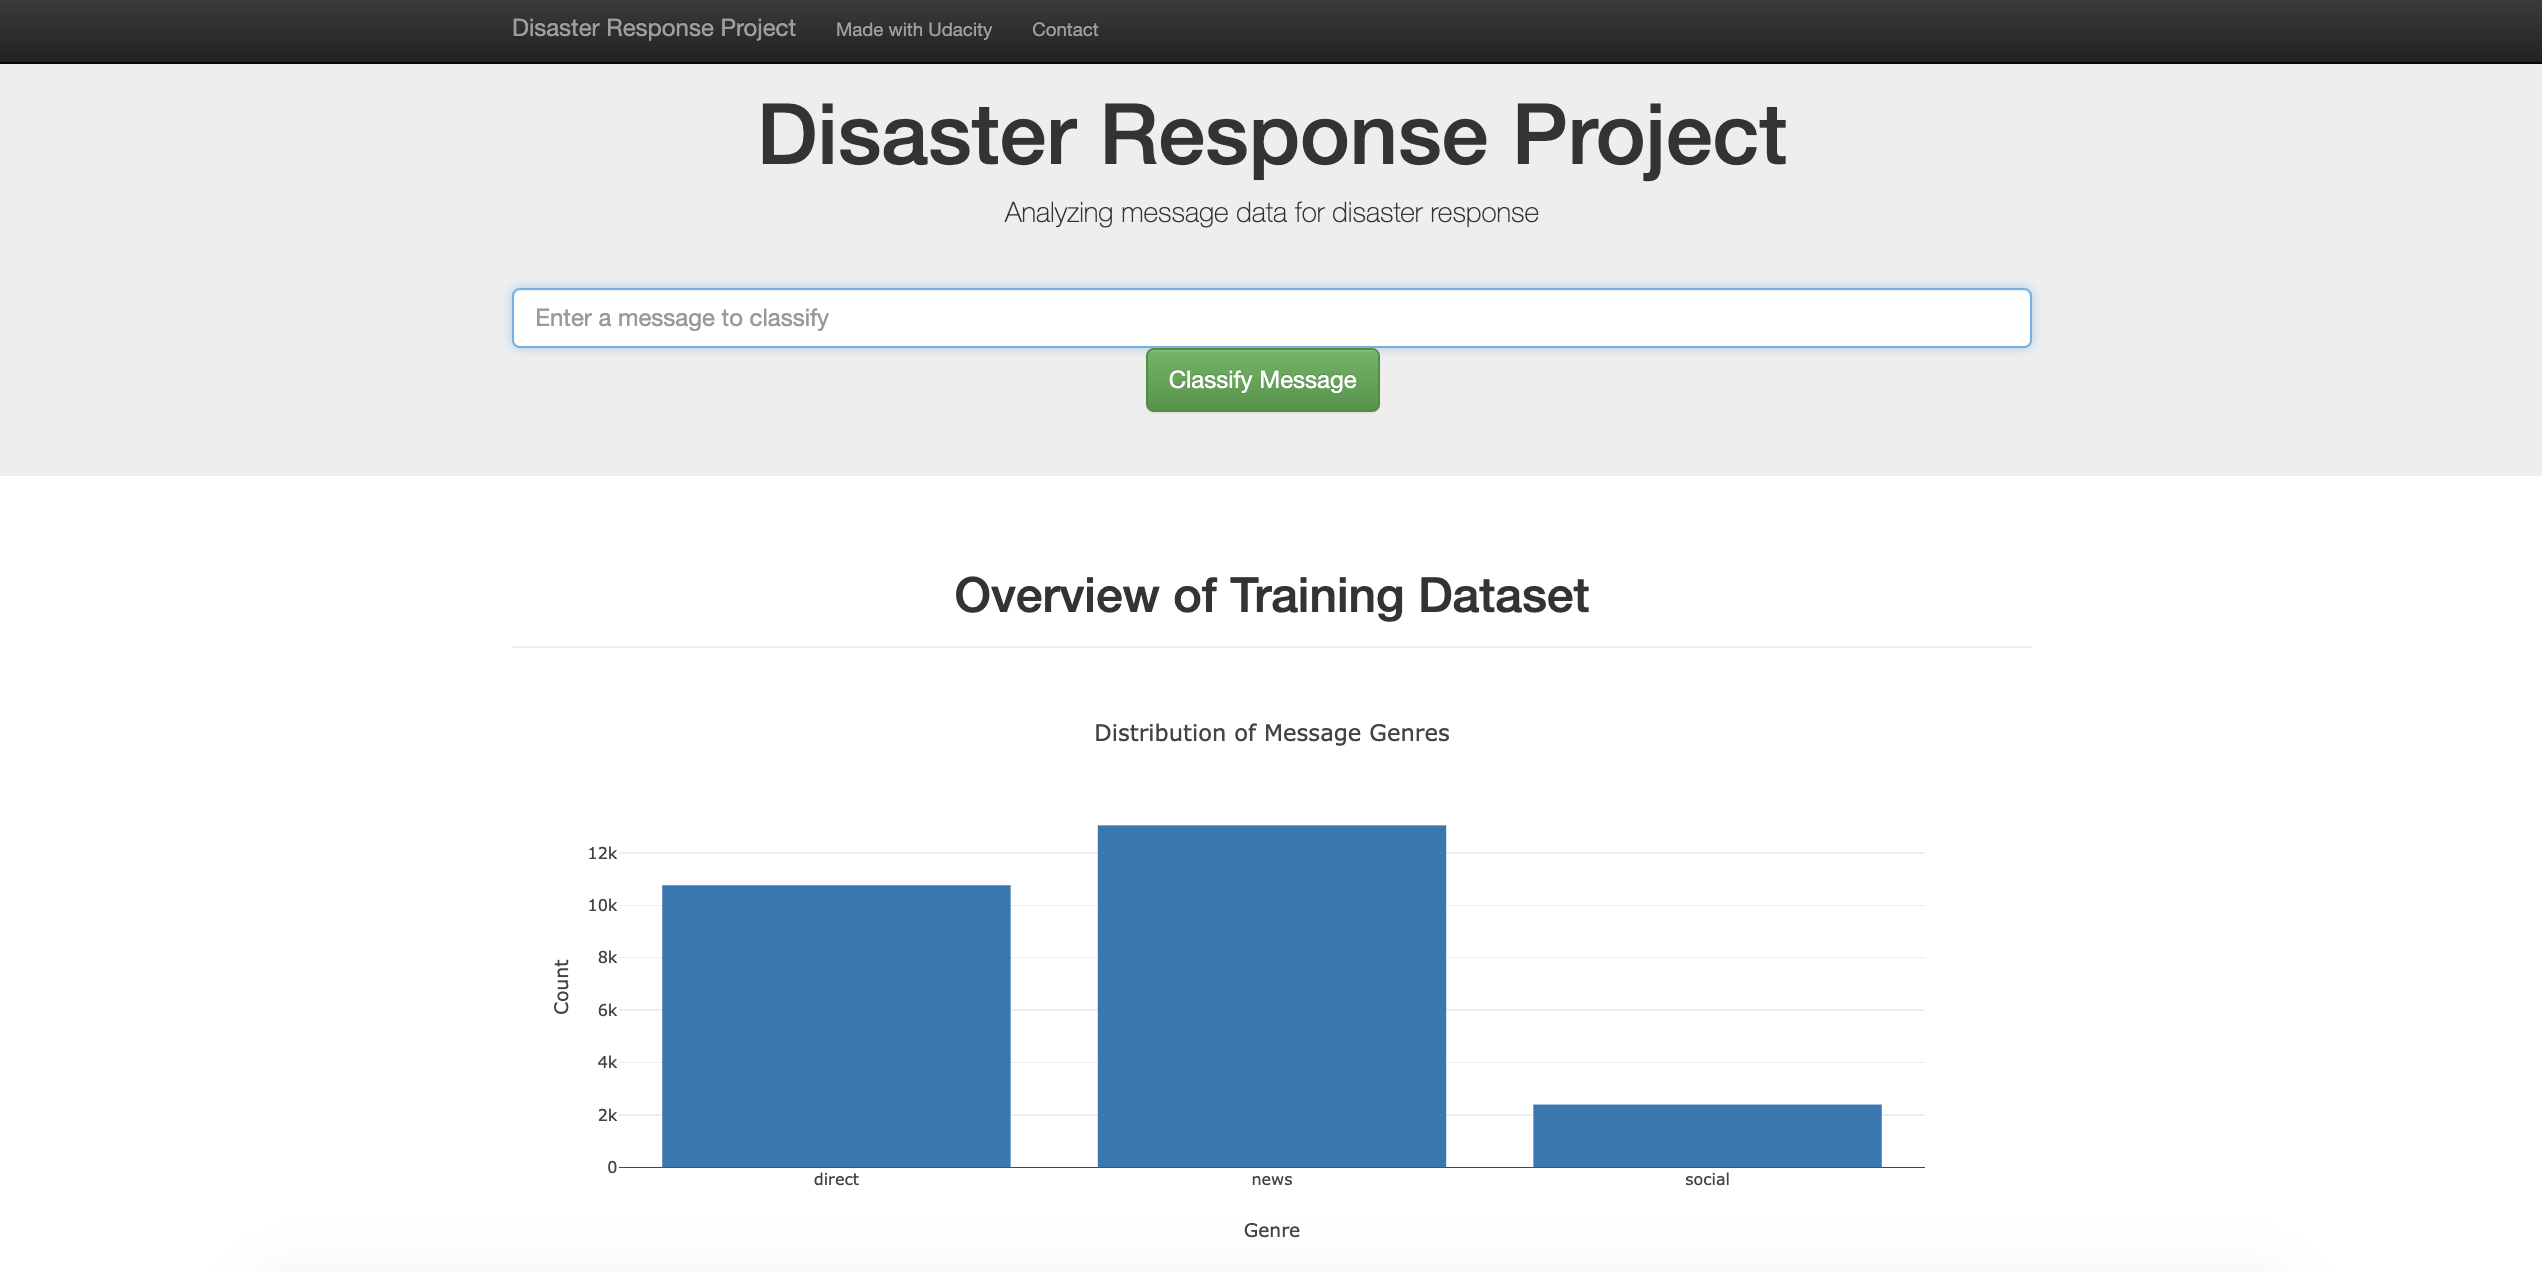 Disaster Response Project Made with Udacity Contact
Disaster Response Project
Analyzing message data for disaster response
Enter a message to classify
Classify Message
Overview of Training Dataset
Distribution of Message Genres
12k
10k
8k
6k
4k
2k
0
Count
direct news social
Genre